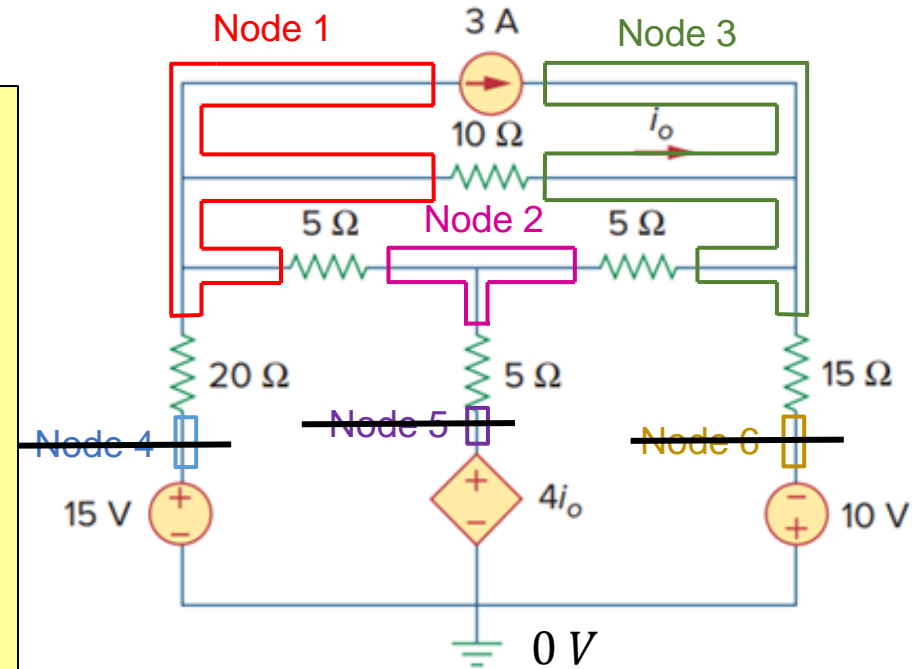 Node 1
3 A
Node 3
10 Ω
i_o
5 Ω
Node 2
5 Ω
20 Ω
5 Ω
15 Ω
Node 4
Node 5
Node 6
15 V
+
−
+
−
4i_o
−
+
10 V
0 V